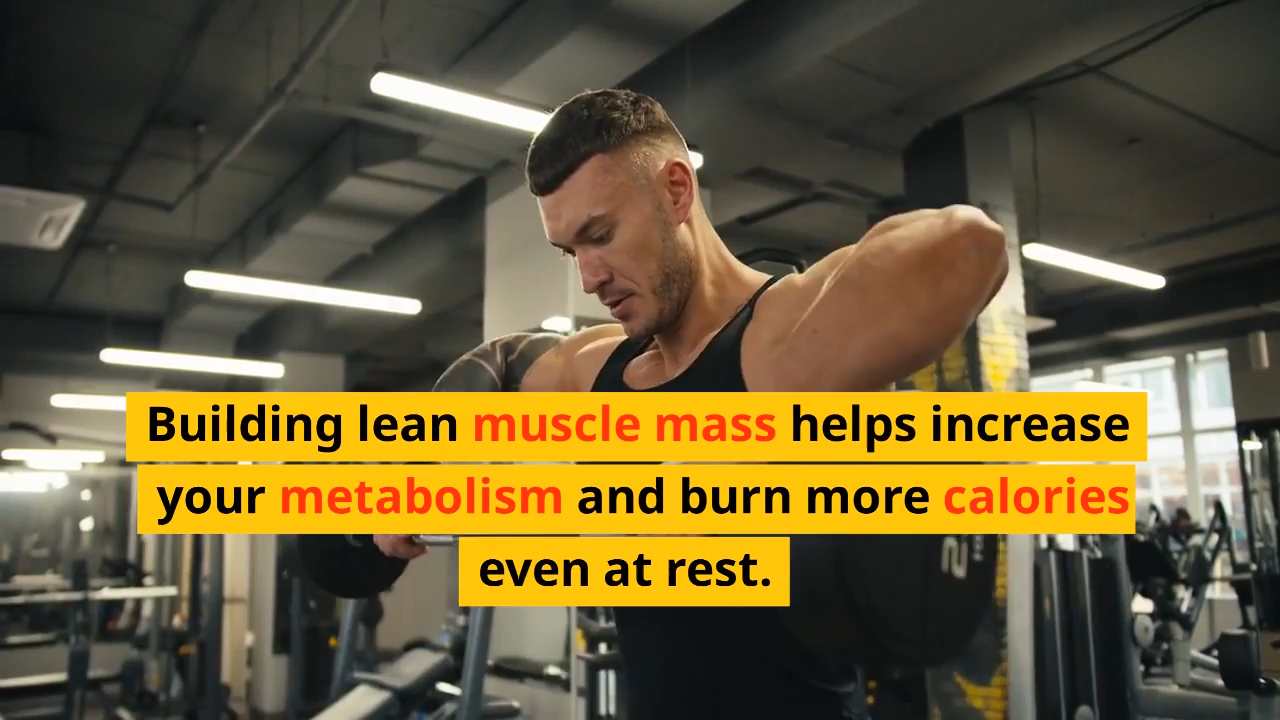 Building lean muscle mass helps increase
your metabolism and burn more calories
even at rest.